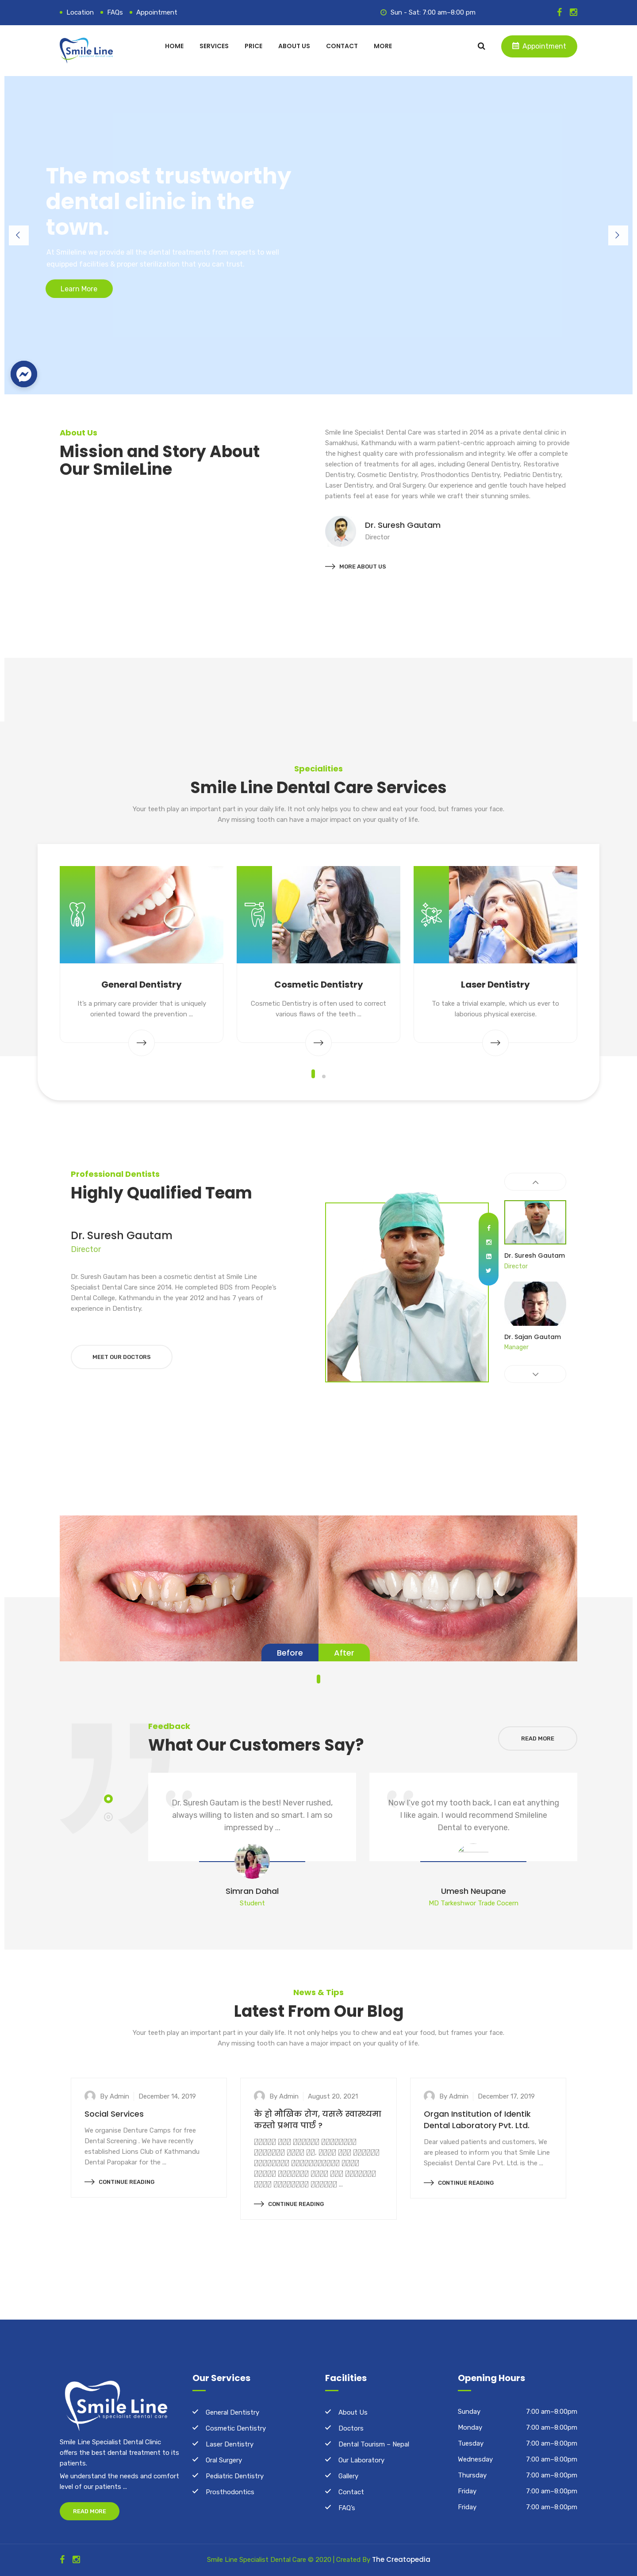 Location FAQs Appointment Sun - Sat: 7:00 am–8:00 pm
Smile Line
HOME SERVICES PRICE ABOUT US CONTACT MORE Appointment
The most trustworthy
dental clinic in the
town.
At Smileline we provide all the dental treatments from experts to well
equipped facilities & proper sterilization that you can trust.
Learn More
About Us
Mission and Story About
Our SmileLine
Smile line Specialist Dental Care was started in 2014 as a private dental clinic in
Samakhusi, Kathmandu with a warm patient-centric approach aiming to provide
the highest quality care with professionalism and integrity. We offer a complete
selection of treatments for all ages, including General Dentistry, Restorative
Dentistry, Cosmetic Dentistry, Prosthodontics Dentistry, Pediatric Dentistry,
Laser Dentistry, and Oral Surgery. Our experience and gentle touch have helped
patients feel at ease for years while we craft their stunning smiles.
Dr. Suresh Gautam
Director
MORE ABOUT US
Specialities
Smile Line Dental Care Services
Your teeth play an important part in your daily life. It not only helps you to chew and eat your food, but frames your face.
Any missing tooth can have a major impact on your quality of life.
General Dentistry
It's a primary care provider that is uniquely
oriented toward the prevention ...
Cosmetic Dentistry
Cosmetic Dentistry is often used to correct
various flaws of the teeth ...
Laser Dentistry
To take a trivial example, which us ever to
laborious physical exercise.
Professional Dentists
Highly Qualified Team
Dr. Suresh Gautam
Director
Dr. Suresh Gautam has been a cosmetic dentist at Smile Line
Specialist Dental Care since 2014. He completed BDS from People's
Dental College, Kathmandu in the year 2012 and has 7 years of
experience in Dentistry.
MEET OUR DOCTORS
Dr. Suresh Gautam
Director
Dr. Sajan Gautam
Manager
Before After
Feedback
What Our Customers Say?
READ MORE
Dr. Suresh Gautam is the best! Never rushed,
always willing to listen and so smart. I am so
impressed by ...
Simran Dahal
Student
Now I've got my tooth back, I can eat anything
I like again. I would recommend Smileline
Dental to everyone.
Umesh Neupane
MD Tarkeshwor Trade Cocern
News & Tips
Latest From Our Blog
Your teeth play an important part in your daily life. It not only helps you to chew and eat your food, but frames your face.
Any missing tooth can have a major impact on your quality of life.
By Admin December 14, 2019
Social Services
We organise Denture Camps for free
Dental Screening . We have recently
established Lions Club of Kathmandu
Dental Paropakar for the ...
CONTINUE READING
By Admin August 20, 2021
के हो मौखिक रोग, यसले स्वास्थ्यमा
कस्तो प्रभाव पार्छ ?
CONTINUE READING
By Admin December 17, 2019
Organ Institution of Identik
Dental Laboratory Pvt. Ltd.
Dear valued patients and customers, We
are pleased to inform you that Smile Line
Specialist Dental Care Pvt. Ltd. is the ...
CONTINUE READING
Smile Line
specialist dental care
Smile Line Specialist Dental Clinic
offers the best dental treatment to its
patients.
We understand the needs and comfort
level of our patients ...
READ MORE
Our Services
General Dentistry
Cosmetic Dentistry
Laser Dentistry
Oral Surgery
Pediatric Dentistry
Prosthodontics
Facilities
About Us
Doctors
Dental Tourism – Nepal
Our Laboratory
Gallery
Contact
FAQ's
Opening Hours
Sunday 7:00 am–8:00pm
Monday 7:00 am–8:00pm
Tuesday 7:00 am–8:00pm
Wednesday 7:00 am–8:00pm
Thursday 7:00 am–8:00pm
Friday 7:00 am–8:00pm
Friday 7:00 am–8:00pm
Smile Line Specialist Dental Care © 2020 | Created By The Creatopedia